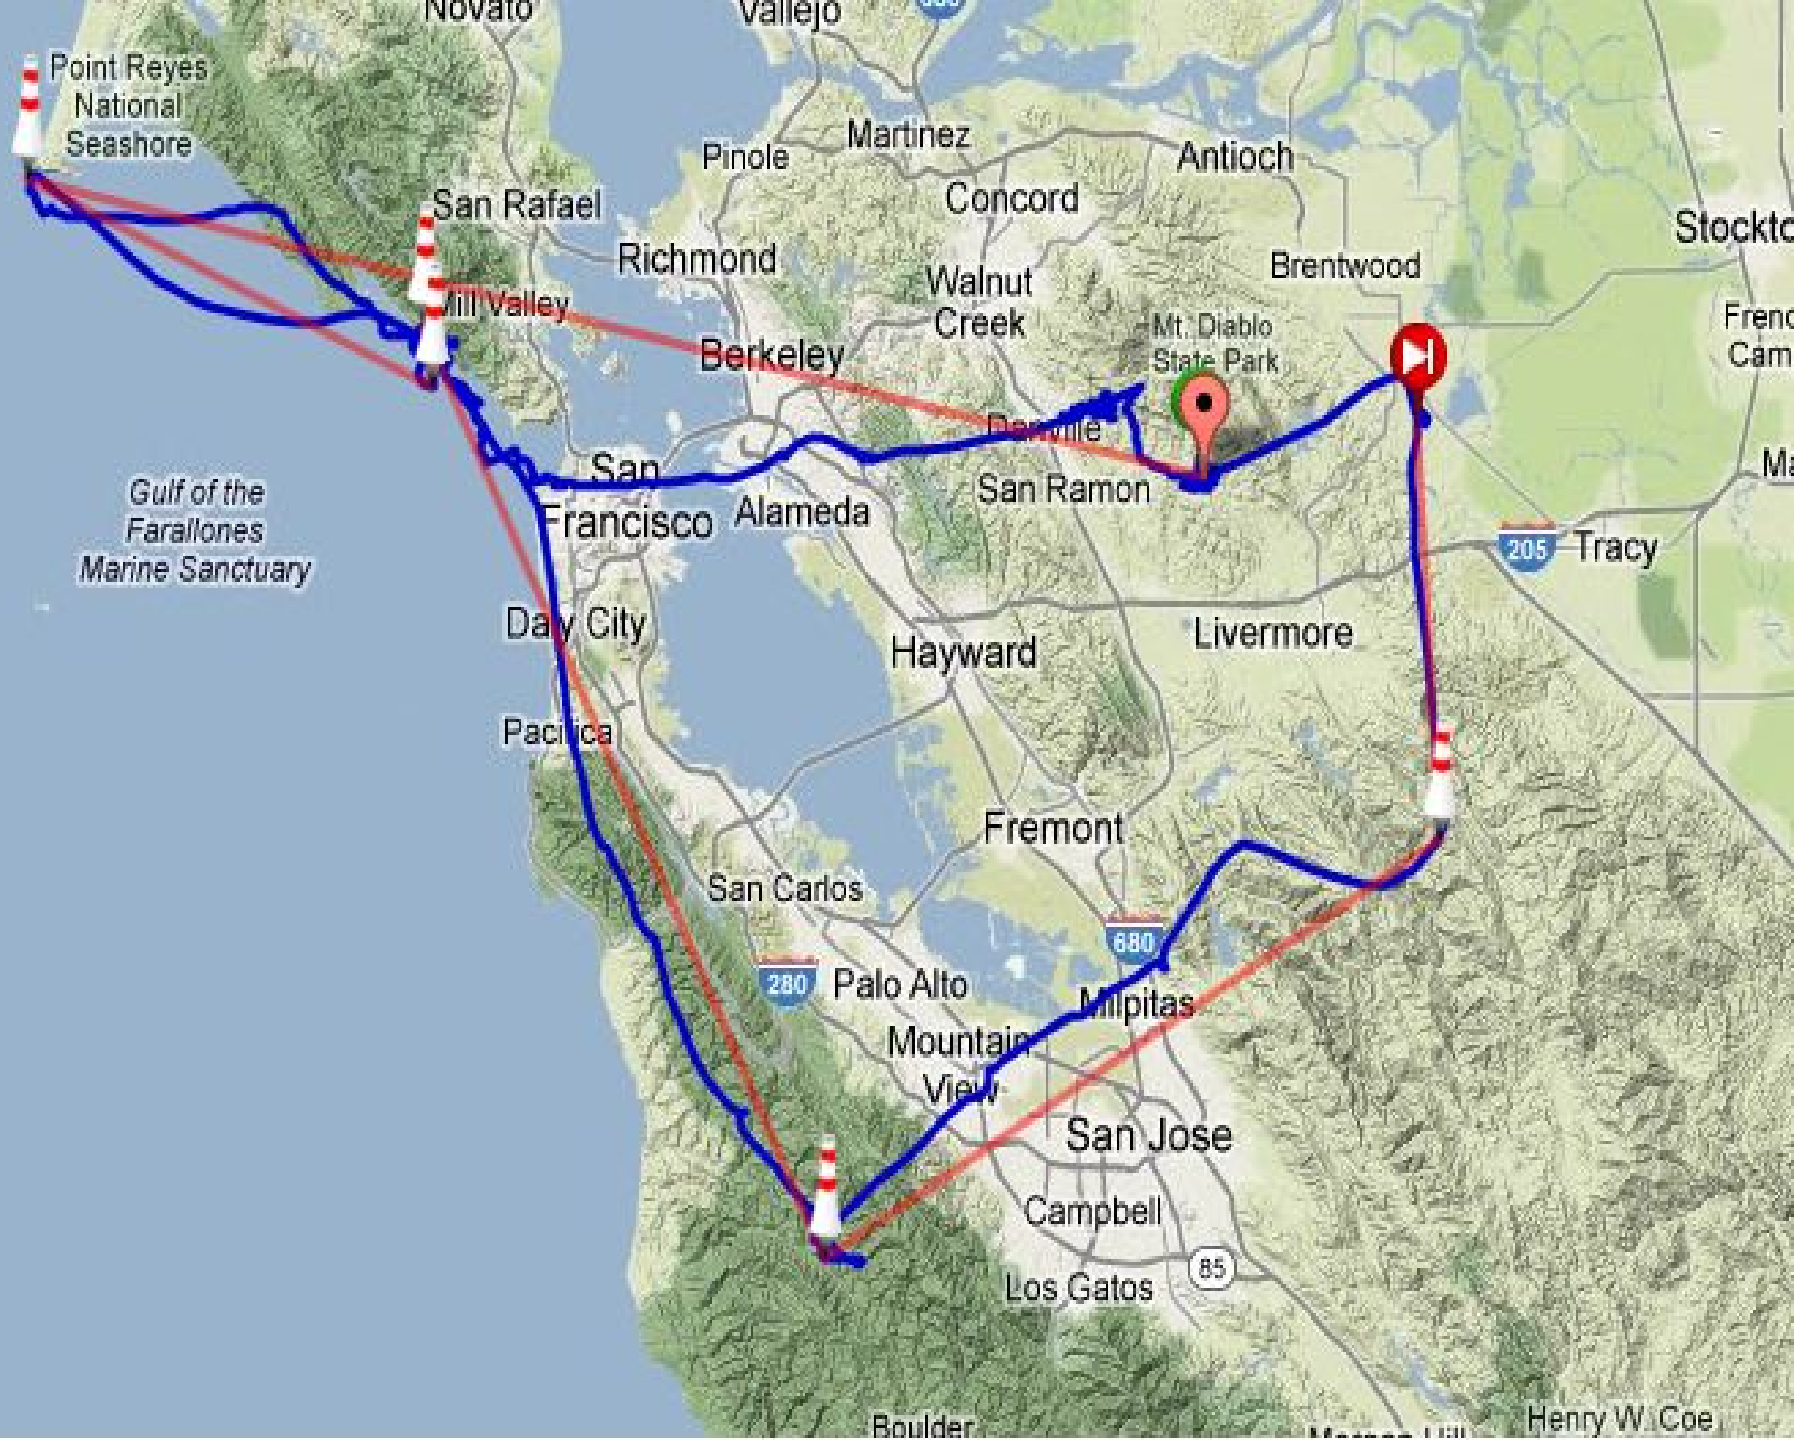 Novato
Vallejo
Point Reyes
National
Seashore
Martinez
Pinole
Antioch
Concord
San Rafael
Stockto
Richmond
Brentwood
Walnut
Creek
Mill Valley
Frenc
Cam
Mt. Diablo
State Park
Berkeley
Danville
San
Francisco
San Ramon
Alameda
Ma
Gulf of the
Farallones
Marine Sanctuary
205
Tracy
Daly City
Livermore
Hayward
Pacifica
Fremont
San Carlos
680
280
Palo Alto
Milpitas
Mountain
View
San Jose
Campbell
85
Los Gatos
Boulder
Henry W. Coe